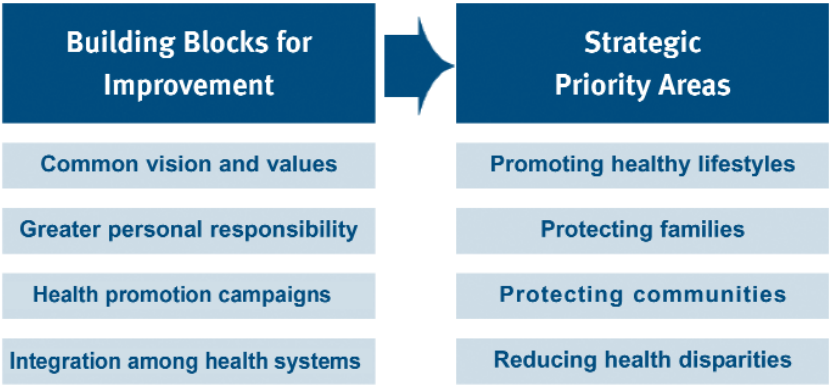 Building Blocks for
Improvement
Common vision and values
Greater personal responsibility
Health promotion campaigns
Integration among health systems
Strategic
Priority Areas
Promoting healthy lifestyles
Protecting families
Protecting communities
Reducing health disparities